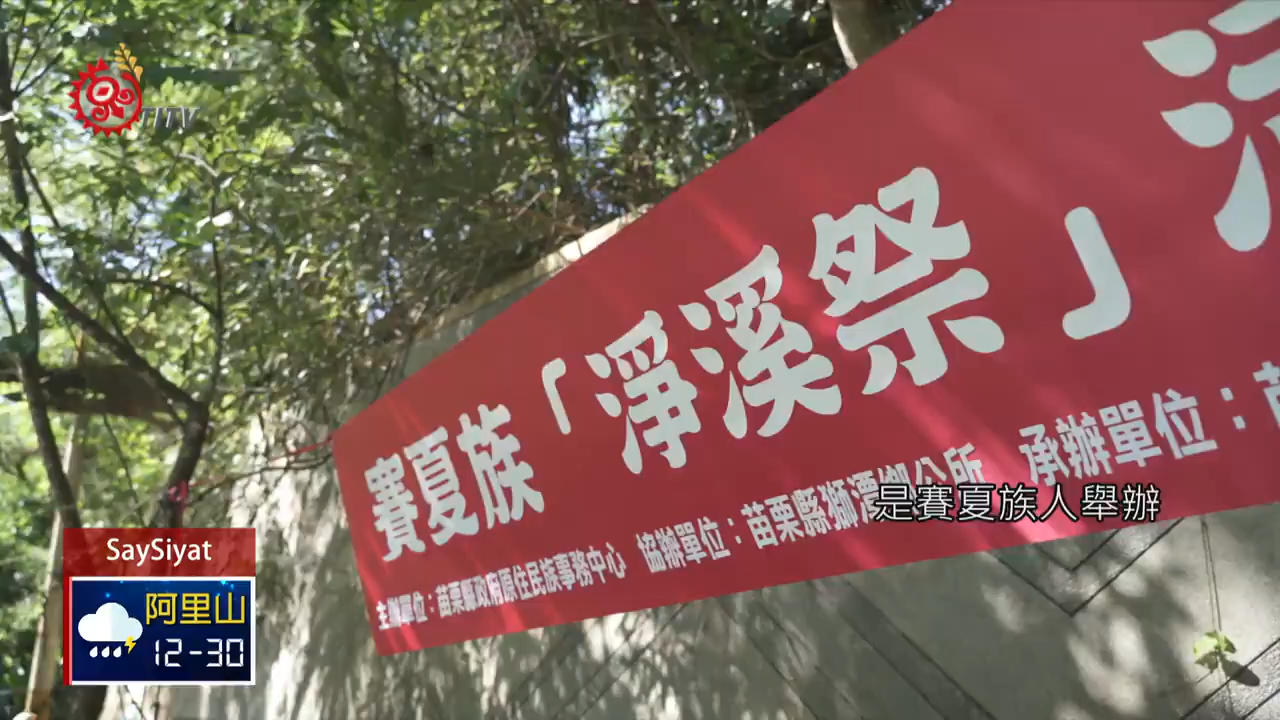 TITV
賽夏族「淨溪祭」
主辦單位：苗栗縣政府原住民族事務中心 協辦單位：苗栗縣獅潭鄉公所 承辦單位：苗
是賽夏族人舉辦
SaySiyat
阿里山
12-30